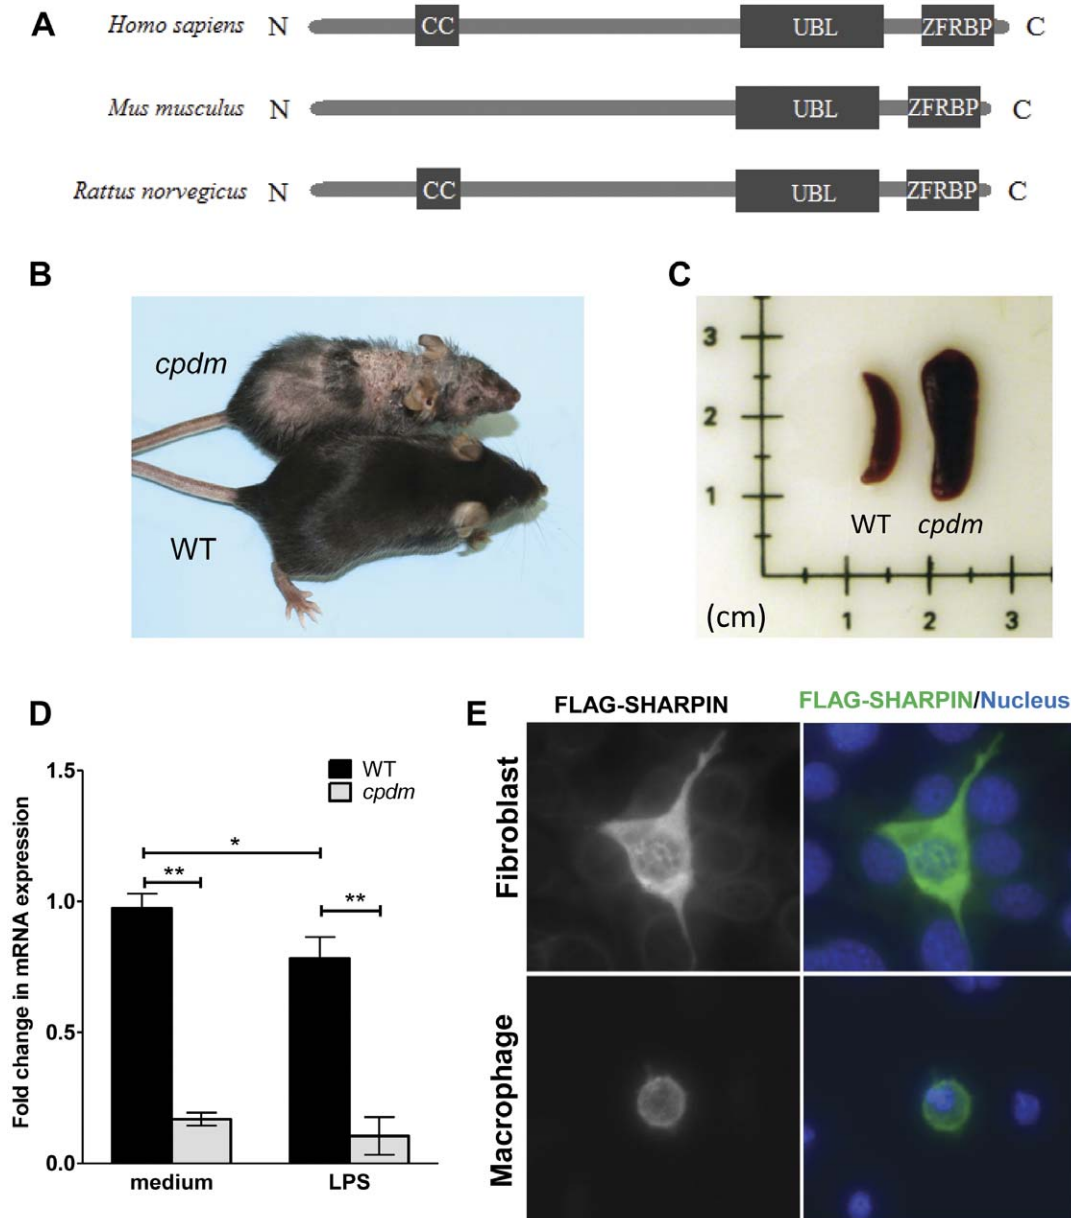 A
Homo sapiens N CC UBL ZFRBP C
Mus musculus N UBL ZFRBP C
Rattus norvegicus N CC UBL ZFRBP C
B
cpdm
WT
C
3
2
1
WT cpdm
(cm) 1 2 3
D
WT
cpdm
Fold change in mRNA expression
1.5
1.0
0.5
0.0
*
**
**
medium LPS
E
FLAG-SHARPIN FLAG-SHARPIN/Nucleus
Fibroblast
Macrophage